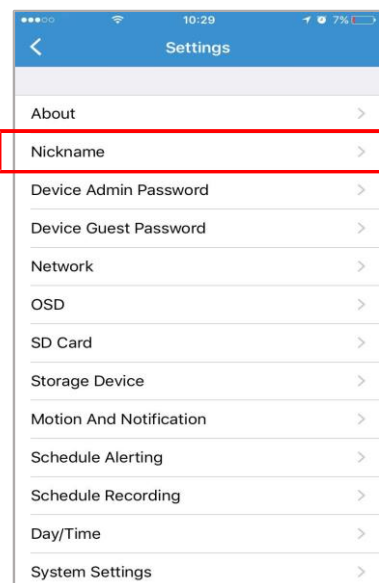 10:29
7%
Settings
About
Nickname
Device Admin Password
Device Guest Password
Network
OSD
SD Card
Storage Device
Motion And Notification
Schedule Alerting
Schedule Recording
Day/Time
System Settings